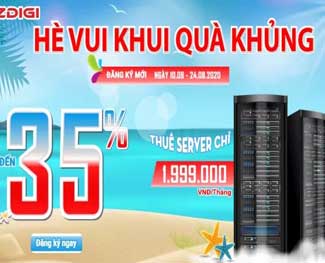 ZDIGI
HÈ VUI KHUI QUÀ KHỦNG
ĐĂNG KÝ MỚI NGÀY 10.08 - 24.08.2020
ĐẾN
35%
THUÊ SERVER CHỈ
1.999.000
VNĐ/Tháng
Đăng ký ngay